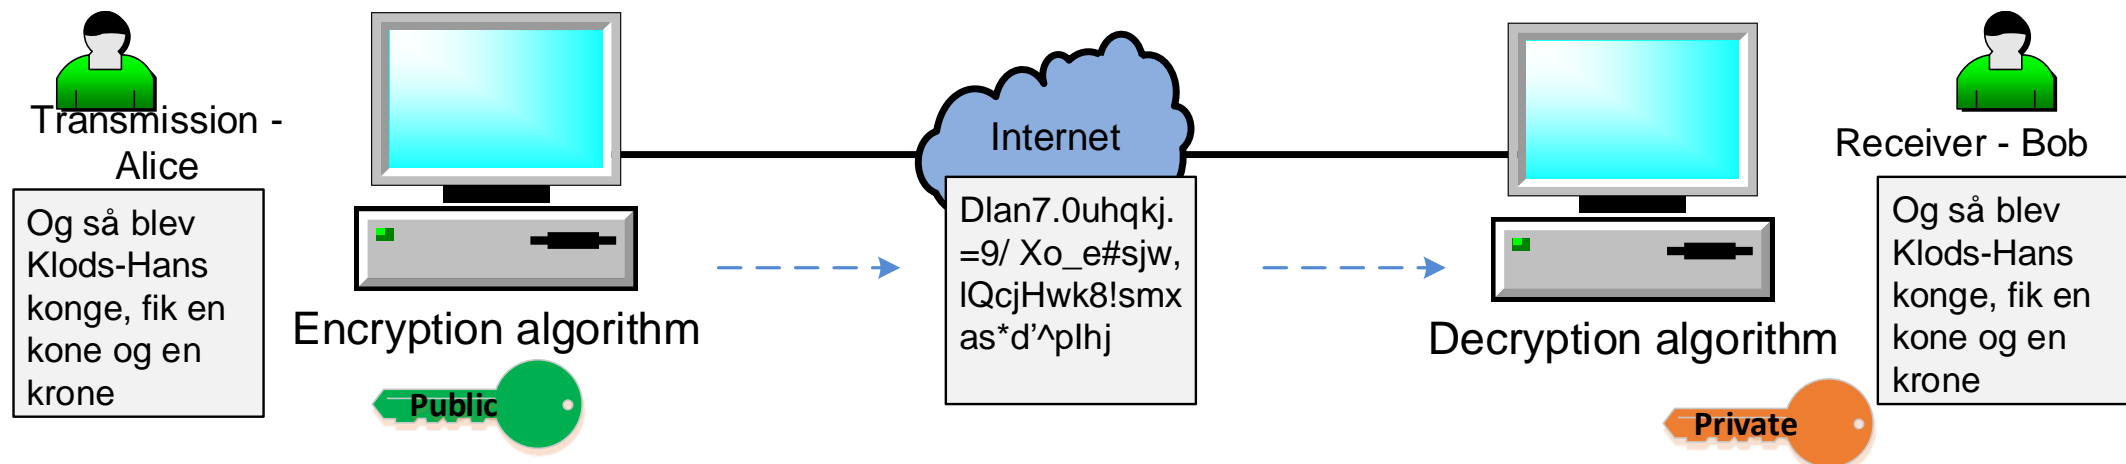 Transmission -
Alice
Og så blev
Klods-Hans
konge, fik en
kone og en
krone
Encryption algorithm
Public
Internet
Dlan7.0uhqkj.
=9/ Xo_e#sjw,
lQcjHwk8!smx
as*d’^plhj
Decryption algorithm
Private
Receiver - Bob
Og så blev
Klods-Hans
konge, fik en
kone og en
krone